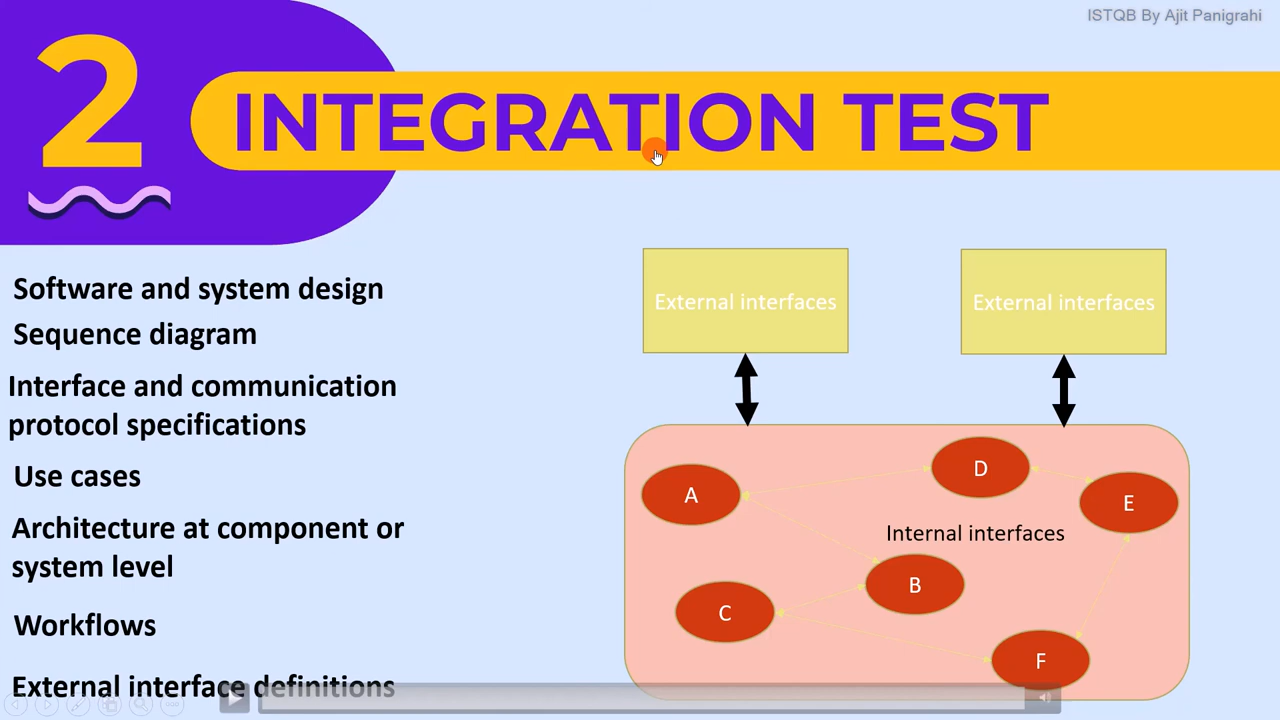 ISTQB By Ajit Panigrahi
2
INTEGRATION TEST
Software and system design
Sequence diagram
Interface and communication
protocol specifications
Use cases
Architecture at component or
system level
Workflows
External interface definitions
External interfaces
External interfaces
D
A
E
Internal interfaces
B
C
F